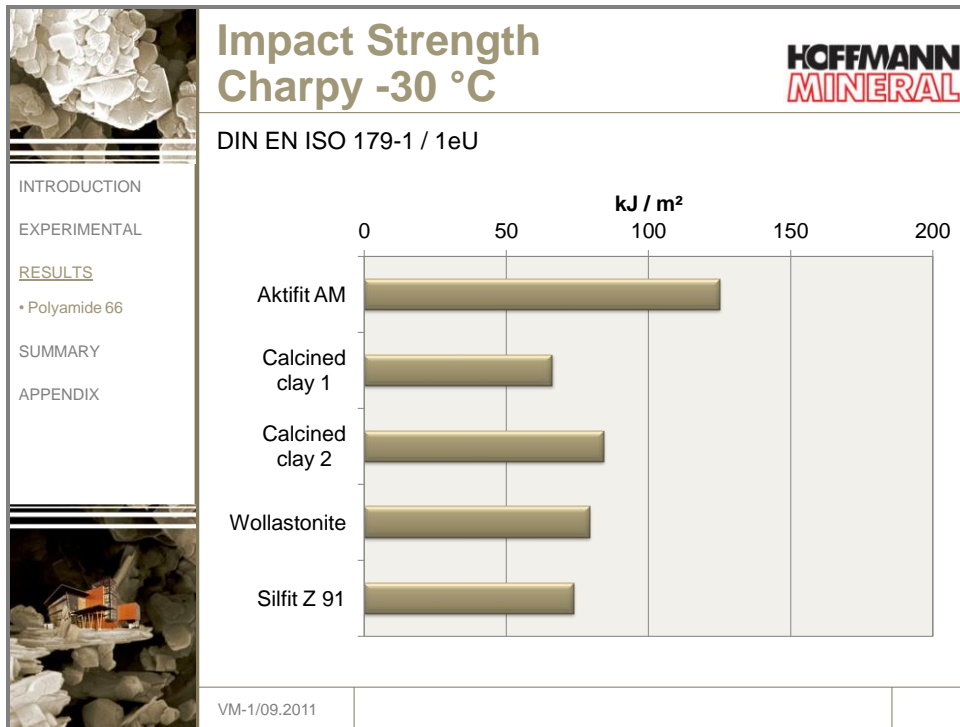 Impact Strength
Charpy -30 °C
HOFFMANN
MINERAL
DIN EN ISO 179-1 / 1eU
INTRODUCTION
EXPERIMENTAL
RESULTS
• Polyamide 66
SUMMARY
APPENDIX
kJ / m²
0 50 100 150 200
Aktifit AM
Calcined
clay 1
Calcined
clay 2
Wollastonite
Silfit Z 91
VM-1/09.2011